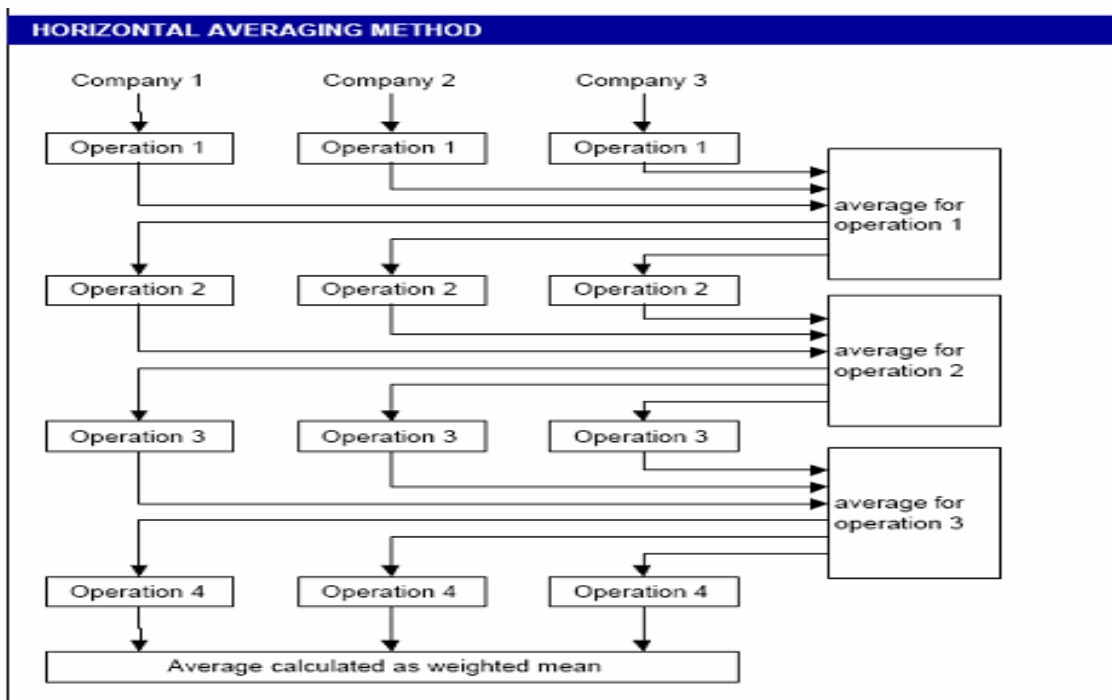 HORIZONTAL AVERAGING METHOD
Company 1 Company 2 Company 3
Operation 1 Operation 1 Operation 1
average for
operation 1
Operation 2 Operation 2 Operation 2
average for
operation 2
Operation 3 Operation 3 Operation 3
average for
operation 3
Operation 4 Operation 4 Operation 4
Average calculated as weighted mean